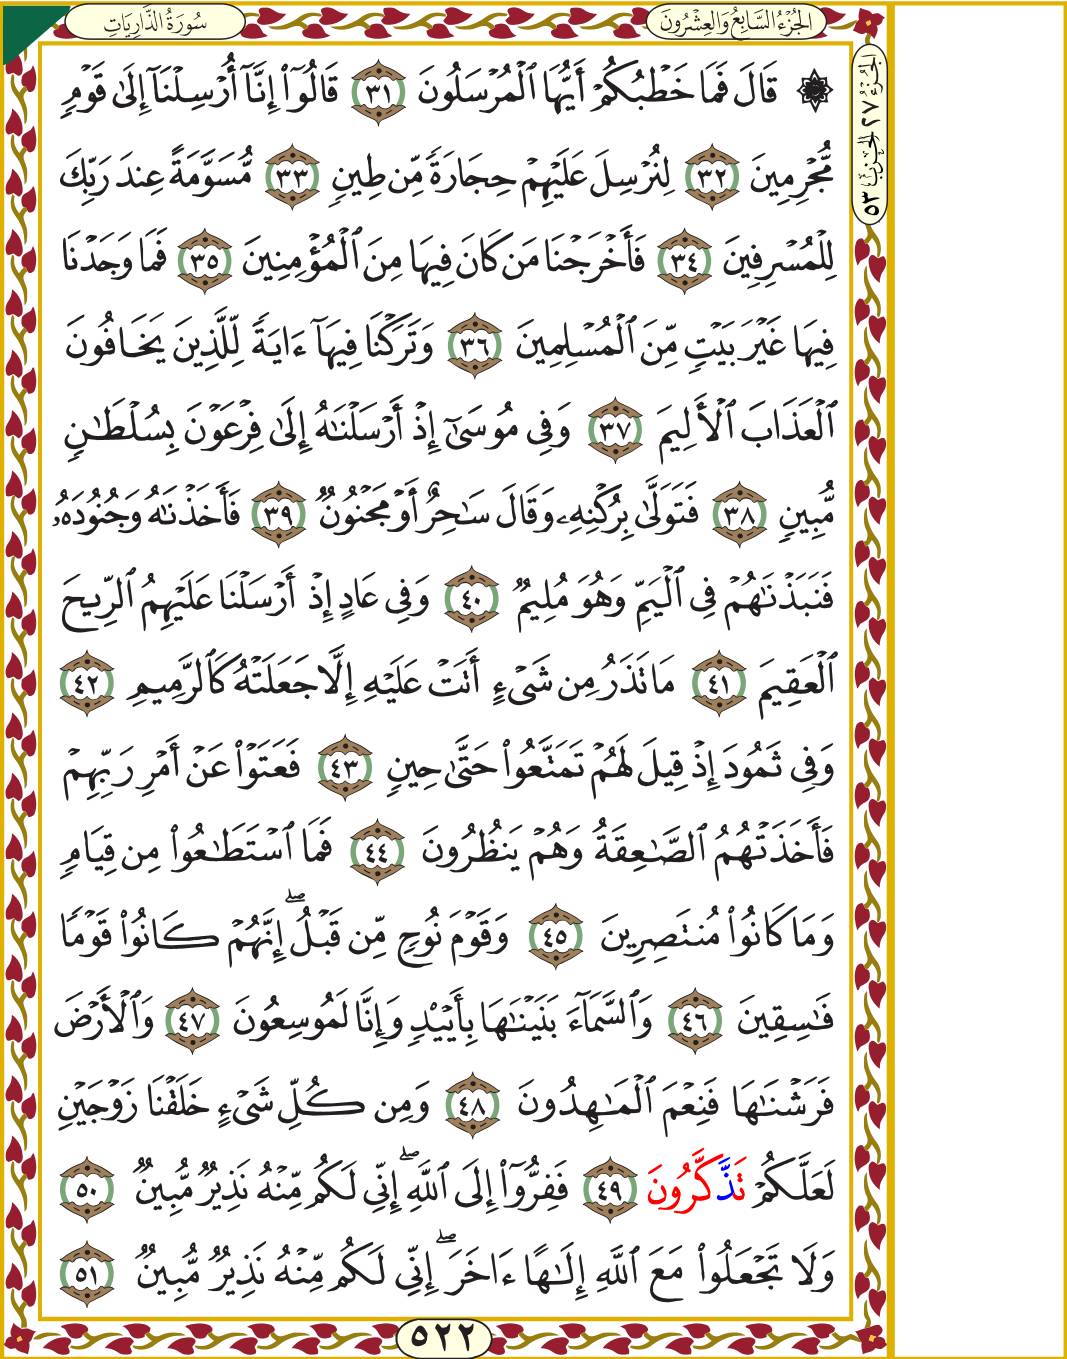 سُورَةُ الذَّارِيَاتِ
الجُزْءُ السَّابِعُ وَالعِشْرُونَ
الجُزْءُ ٢٧ الحِزْبُ ٥٣
۞ قَالَ فَمَا خَطْبُكُمْ أَيُّهَا ٱلْمُرْسَلُونَ ٣١ قَالُوٓا۟ إِنَّآ أُرْسِلْنَآ إِلَىٰ قَوْمٍ
مُّجْرِمِينَ ٣٢ لِنُرْسِلَ عَلَيْهِمْ حِجَارَةً مِّن طِينٍ ٣٣ مُّسَوَّمَةً عِندَ رَبِّكَ
لِلْمُسْرِفِينَ ٣٤ فَأَخْرَجْنَا مَن كَانَ فِيهَا مِنَ ٱلْمُؤْمِنِينَ ٣٥ فَمَا وَجَدْنَا
فِيهَا غَيْرَ بَيْتٍ مِّنَ ٱلْمُسْلِمِينَ ٣٦ وَتَرَكْنَا فِيهَآ ءَايَةً لِّلَّذِينَ يَخَافُونَ
ٱلْعَذَابَ ٱلْأَلِيمَ ٣٧ وَفِى مُوسَىٰٓ إِذْ أَرْسَلْنَـٰهُ إِلَىٰ فِرْعَوْنَ بِسُلْطَـٰنٍ
مُّبِينٍ ٣٨ فَتَوَلَّىٰ بِرُكْنِهِۦ وَقَالَ سَـٰحِرٌ أَوْ مَجْنُونٌ ٣٩ فَأَخَذْنَـٰهُ وَجُنُودَهُۥ
فَنَبَذْنَـٰهُمْ فِى ٱلْيَمِّ وَهُوَ مُلِيمٌ ٤٠ وَفِى عَادٍ إِذْ أَرْسَلْنَا عَلَيْهِمُ ٱلرِّيحَ
ٱلْعَقِيمَ ٤١ مَا تَذَرُ مِن شَىْءٍ أَتَتْ عَلَيْهِ إِلَّا جَعَلَتْهُ كَٱلرَّمِيمِ ٤٢
وَفِى ثَمُودَ إِذْ قِيلَ لَهُمْ تَمَتَّعُوا۟ حَتَّىٰ حِينٍ ٤٣ فَعَتَوْا۟ عَنْ أَمْرِ رَبِّهِمْ
فَأَخَذَتْهُمُ ٱلصَّـٰعِقَةُ وَهُمْ يَنظُرُونَ ٤٤ فَمَا ٱسْتَطَـٰعُوا۟ مِن قِيَامٍ
وَمَا كَانُوا۟ مُنتَصِرِينَ ٤٥ وَقَوْمَ نُوحٍ مِّن قَبْلُ ۖ إِنَّهُمْ كَانُوا۟ قَوْمًا
فَـٰسِقِينَ ٤٦ وَٱلسَّمَآءَ بَنَيْنَـٰهَا بِأَيْي۟دٍ وَإِنَّا لَمُوسِعُونَ ٤٧ وَٱلْأَرْضَ
فَرَشْنَـٰهَا فَنِعْمَ ٱلْمَـٰهِدُونَ ٤٨ وَمِن كُلِّ شَىْءٍ خَلَقْنَا زَوْجَيْنِ
لَعَلَّكُمْ تَذَّكَّرُونَ ٤٩ فَفِرُّوٓا۟ إِلَى ٱللَّهِ ۖ إِنِّى لَكُم مِّنْهُ نَذِيرٌ مُّبِينٌ ٥٠
وَلَا تَجْعَلُوا۟ مَعَ ٱللَّهِ إِلَـٰهًا ءَاخَرَ ۖ إِنِّى لَكُم مِّنْهُ نَذِيرٌ مُّبِينٌ ٥١
٥٢٢